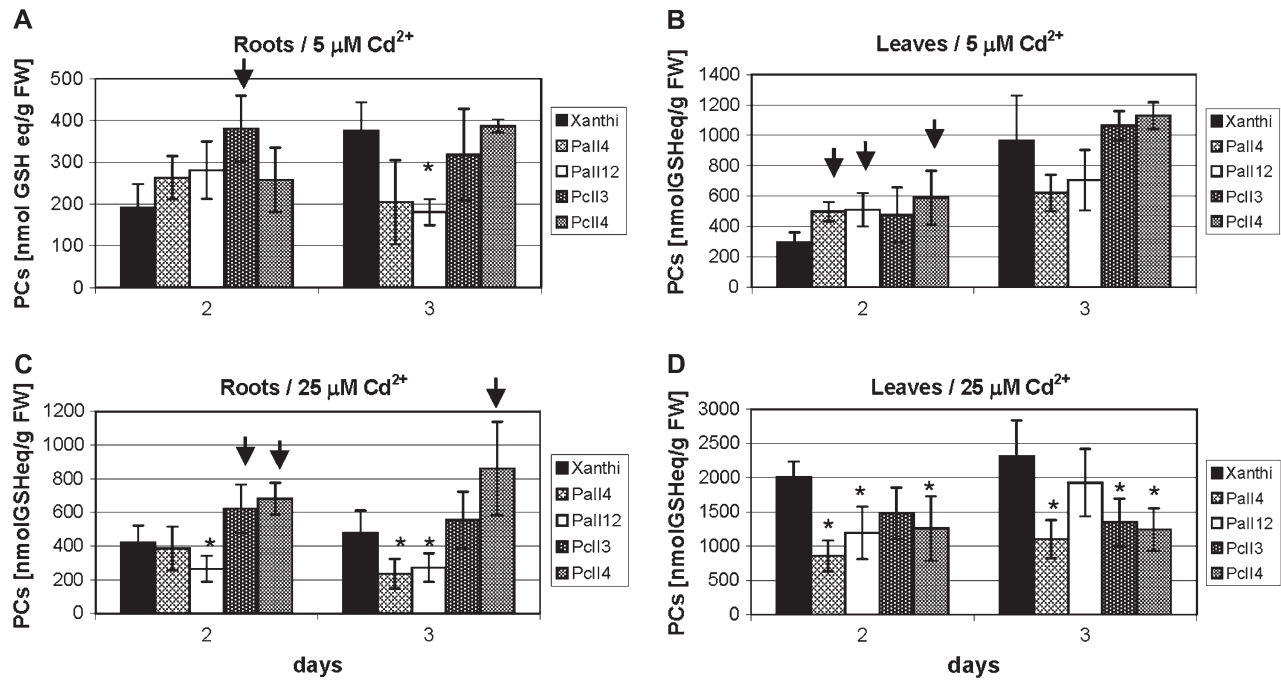 A
Roots / 5 µM Cd²⁺
PCs [nmol GSH eq/g FW]
500
400
300
200
100
0
*
2
3
Xanthi
PaII4
PaII12
PcII3
PcII4
B
Leaves / 5 µM Cd²⁺
PCs [nmolGSHeq/g FW]
1400
1200
1000
800
600
400
200
0
2
3
Xanthi
PaII4
PaII12
PcII3
PcII4
C
Roots / 25 µM Cd²⁺
PCs [nmolGSHeq/g FW]
1200
1000
800
600
400
200
0
*
* *
2
3
days
Xanthi
PaII4
PaII12
PcII3
PcII4
D
Leaves / 25 µM Cd²⁺
PCs [nmolGSHeq/g FW]
3000
2500
2000
1500
1000
500
0
* * *
* * *
2
3
days
Xanthi
PaII4
PaII12
PcII3
PcII4